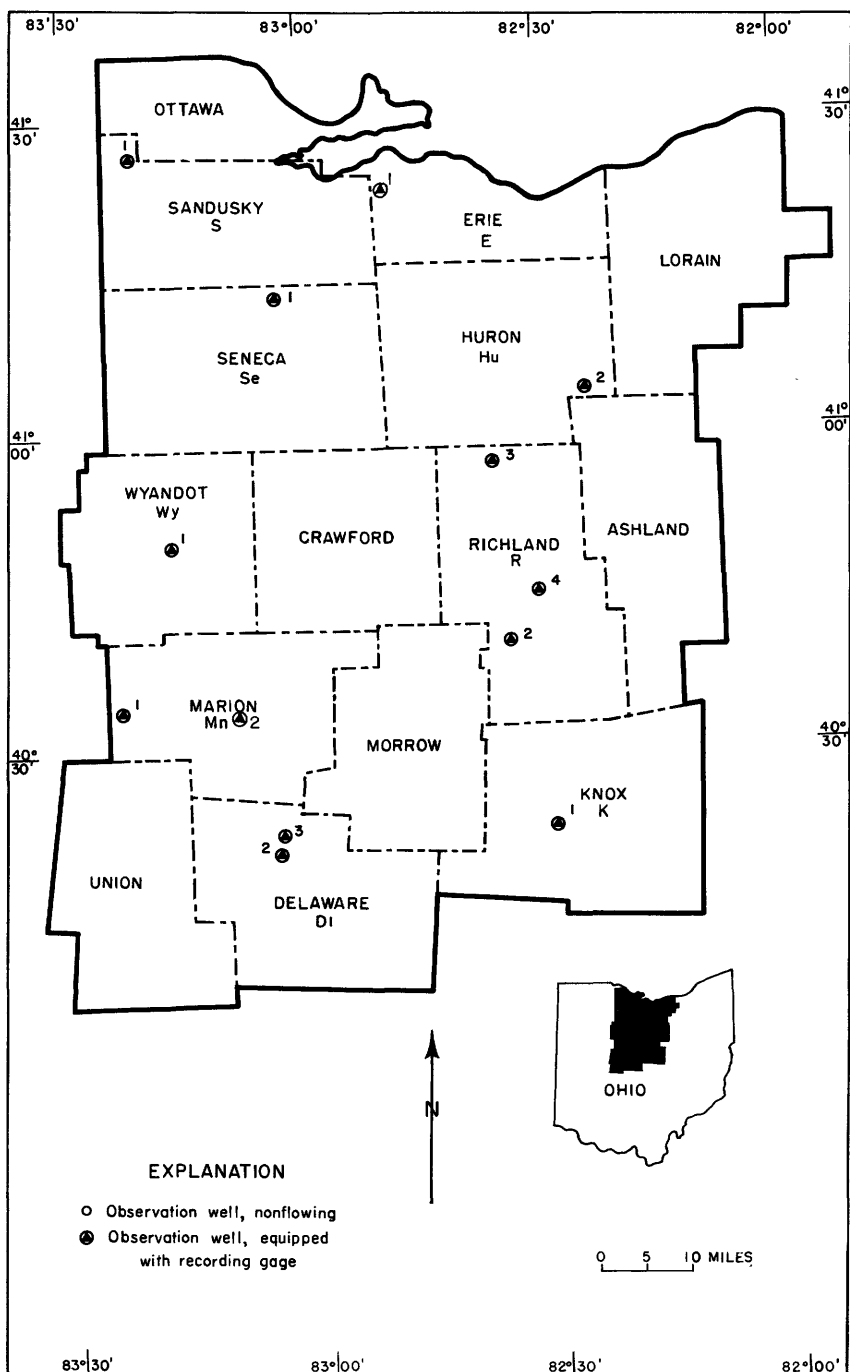 83°30' 83°00' 82°30' 82°00'
41°
30'
41°
30'
OTTAWA
1
SANDUSKY
S
1
ERIE
E
LORAIN
1
SENECA
Se
HURON
Hu
2
41°
00'
41°
00'
3
WYANDOT
Wy
1
CRAWFORD
RICHLAND
R
ASHLAND
4
2
1
MARION
Mn
2
MORROW
40°
30'
40°
30'
KNOX
K
1
3
2
UNION
DELAWARE
Dl
OHIO
N
EXPLANATION
Observation well, nonflowing
Observation well, equipped
with recording gage
0 5 10 MILES
83°30' 83°00' 82°30' 82°00'